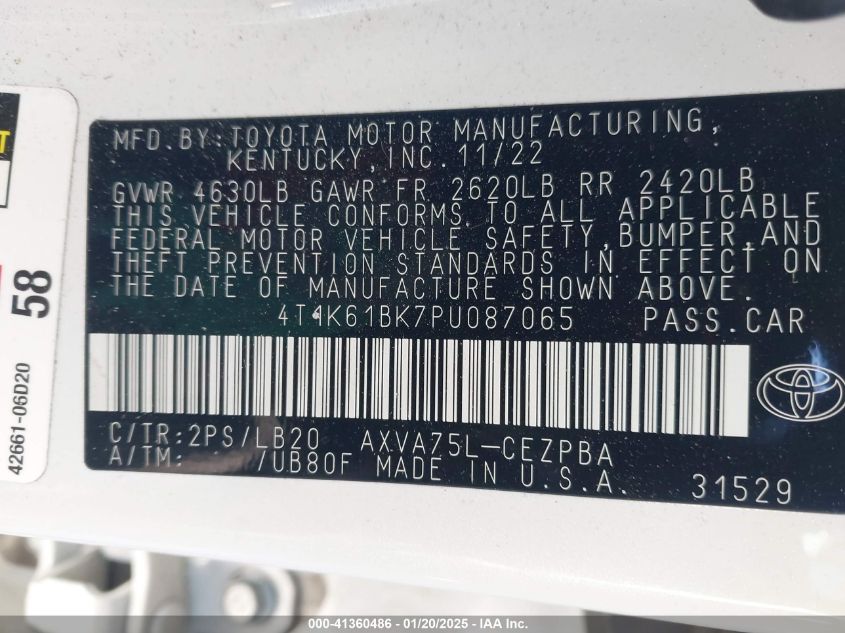 MFD.BY:TOYOTA MOTOR MANUFACTURING,
KENTUCKY,INC. 11/22
GVWR 4630LB GAWR FR 2620LB RR 2420LB
THIS VEHICLE CONFORMS TO ALL APPLICABLE
FEDERAL MOTOR VEHICLE SAFETY,BUMPER,AND
THEFT PREVENTION STANDARDS IN EFFECT ON
THE DATE OF MANUFACTURE SHOWN ABOVE.
4T1K61BK7PU087065 PASS.CAR
C/TR:2PS/LB20 AXVA75L-CEZPBA
A/TM: /UB80F MADE IN U.S.A. 31529
58
42661-06D20
000-41360486 - 01/20/2025 - IAA Inc.